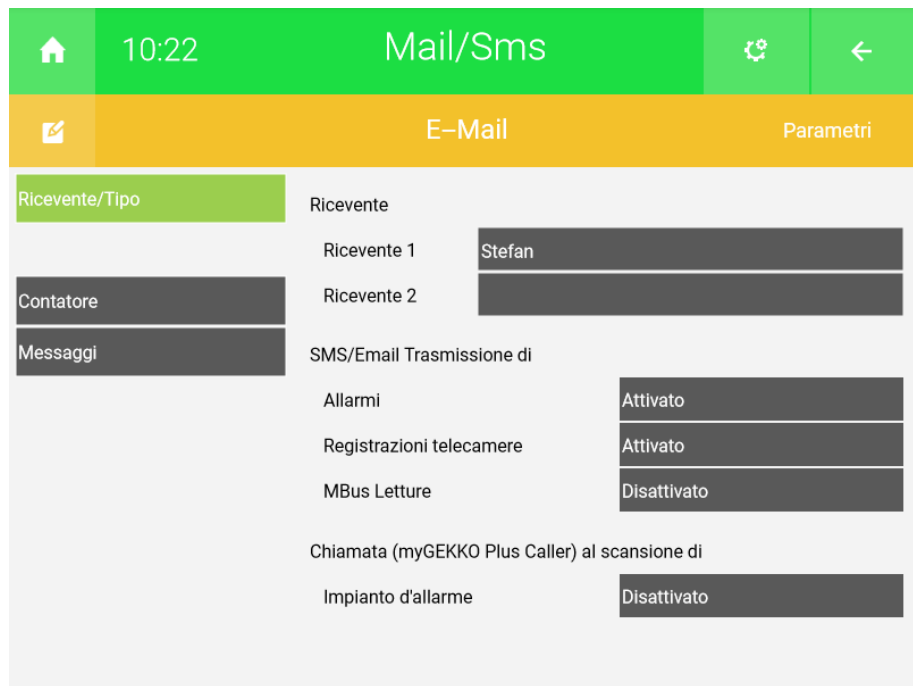 10:22 Mail/Sms
E–Mail Parametri
Ricevente/Tipo
Contatore
Messaggi
Ricevente
Ricevente 1 Stefan
Ricevente 2
SMS/Email Trasmissione di
Allarmi Attivato
Registrazioni telecamere Attivato
MBus Letture Disattivato
Chiamata (myGEKKO Plus Caller) al scansione di
Impianto d'allarme Disattivato